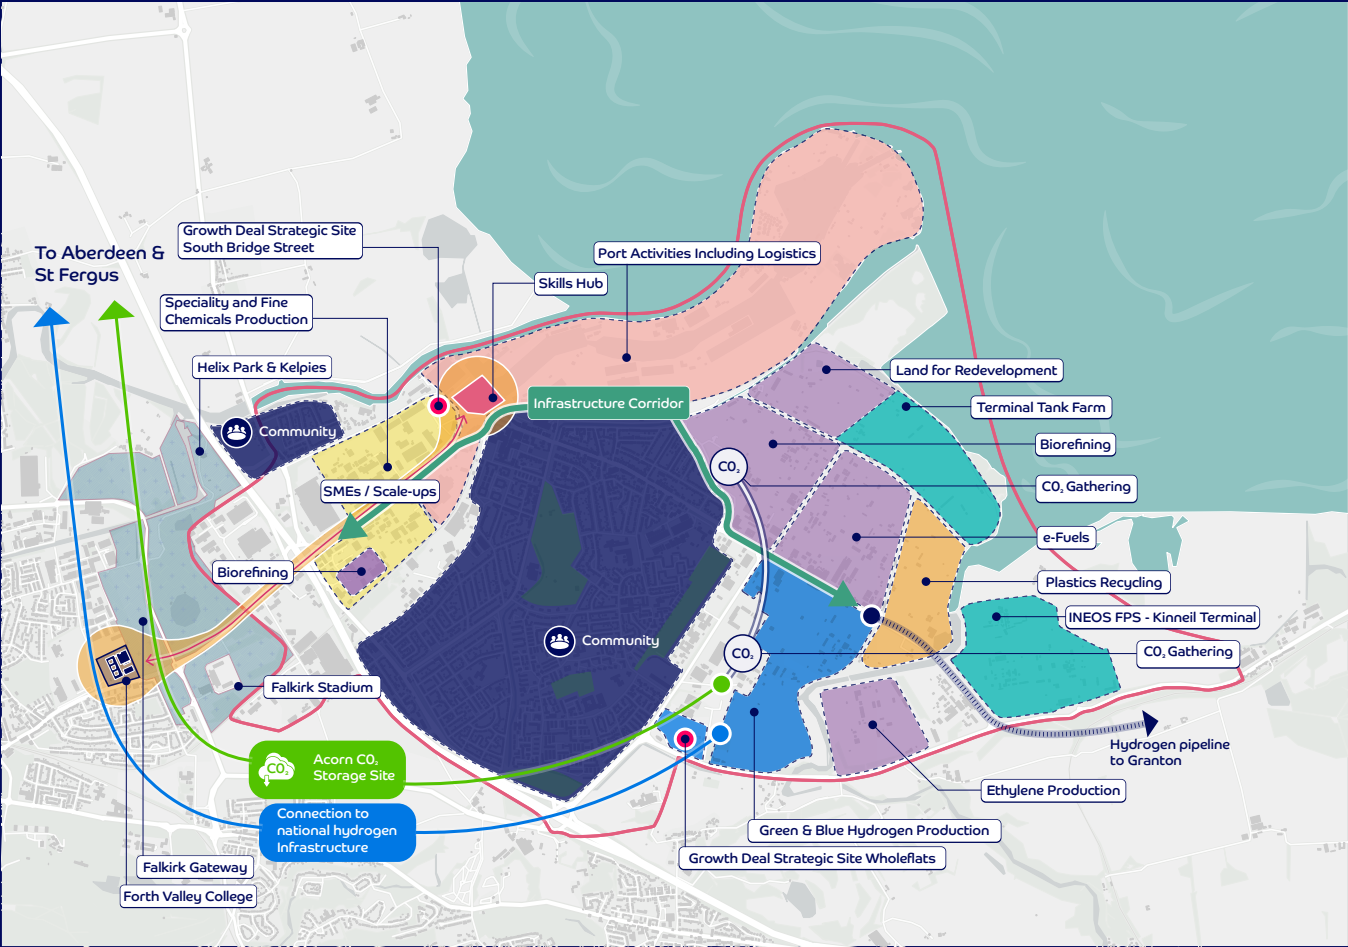 Growth Deal Strategic Site
South Bridge Street
To Aberdeen &
St Fergus
Port Activities Including Logistics
Skills Hub
Speciality and Fine
Chemicals Production
Helix Park & Kelpies
Land for Redevelopment
Infrastructure Corridor
Terminal Tank Farm
Community
Biorefining
CO₂
SMEs / Scale-ups
CO₂ Gathering
e-Fuels
Biorefining
Plastics Recycling
INEOS FPS - Kinneil Terminal
Community
CO₂
CO₂ Gathering
Falkirk Stadium
Hydrogen pipeline
to Granton
CO₂
Acorn CO₂
Storage Site
Ethylene Production
Connection to
national hydrogen
Infrastructure
Green & Blue Hydrogen Production
Growth Deal Strategic Site Wholeflats
Falkirk Gateway
Forth Valley College